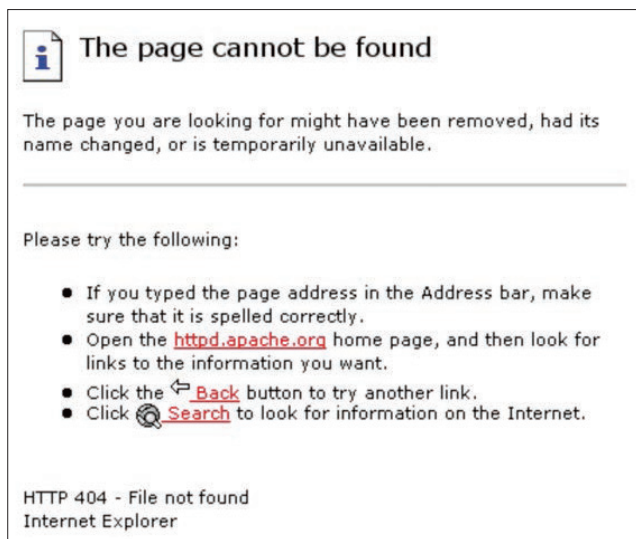 The page cannot be found
The page you are looking for might have been removed, had its
name changed, or is temporarily unavailable.
Please try the following:
If you typed the page address in the Address bar, make
sure that it is spelled correctly.
Open the httpd.apache.org home page, and then look for
links to the information you want.
Click the Back button to try another link.
Click Search to look for information on the Internet.
HTTP 404 - File not found
Internet Explorer